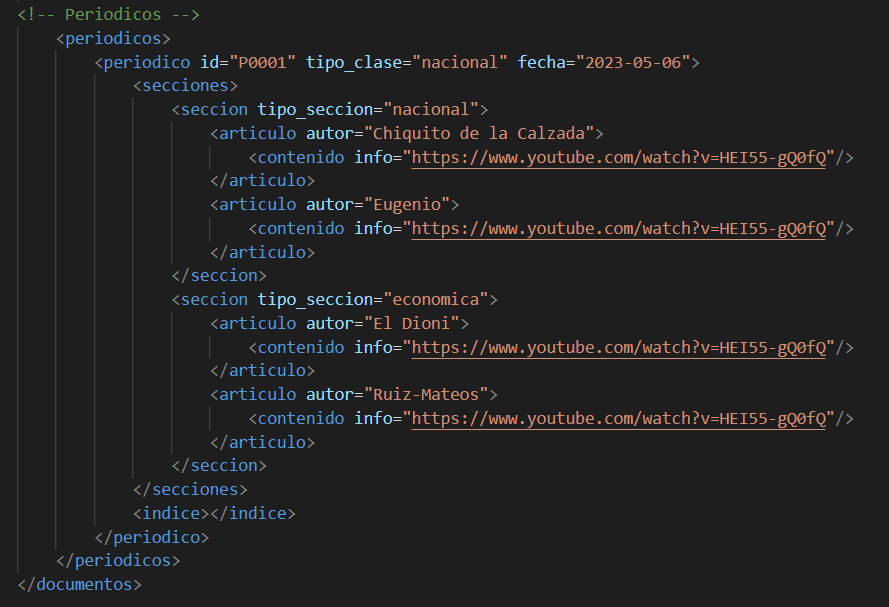 <!-- Periodicos -->
<periodicos>
<periodico id="P0001" tipo_clase="nacional" fecha="2023-05-06">
<secciones>
<seccion tipo_seccion="nacional">
<articulo autor="Chiquito de la Calzada">
<contenido info="https://www.youtube.com/watch?v=HEI55-gQ0fQ"/>
</articulo>
<articulo autor="Eugenio">
<contenido info="https://www.youtube.com/watch?v=HEI55-gQ0fQ"/>
</articulo>
</seccion>
<seccion tipo_seccion="economica">
<articulo autor="El Dioni">
<contenido info="https://www.youtube.com/watch?v=HEI55-gQ0fQ"/>
</articulo>
<articulo autor="Ruiz-Mateos">
<contenido info="https://www.youtube.com/watch?v=HEI55-gQ0fQ"/>
</articulo>
</seccion>
</secciones>
<indice></indice>
</periodico>
</periodicos>
</documentos>